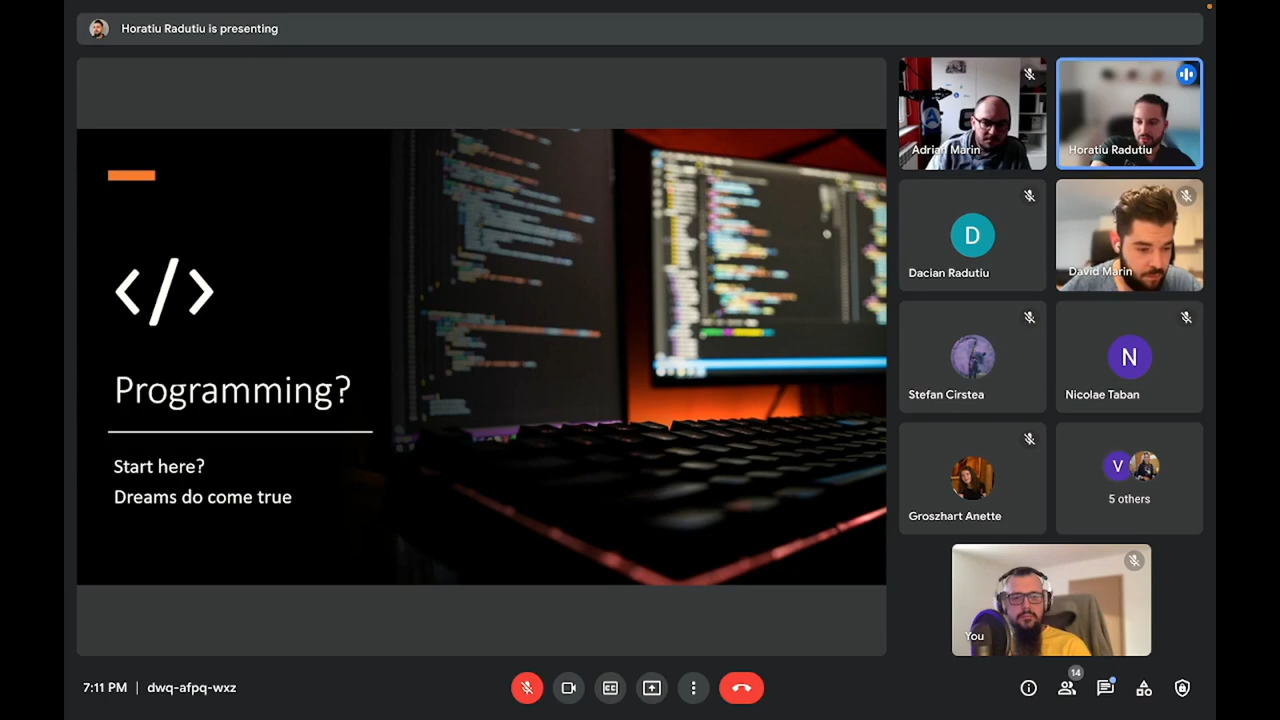 Horatiu Radutiu is presenting
</>
Programming?
Start here?
Dreams do come true
Adrian Marin
Horatiu Radutiu
D
Dacian Radutiu
David Marin
Stefan Cirstea
N
Nicolae Taban
Groszhart Anette
V
5 others
You
7:11 PM | dwq-afpq-wxz
CC
14